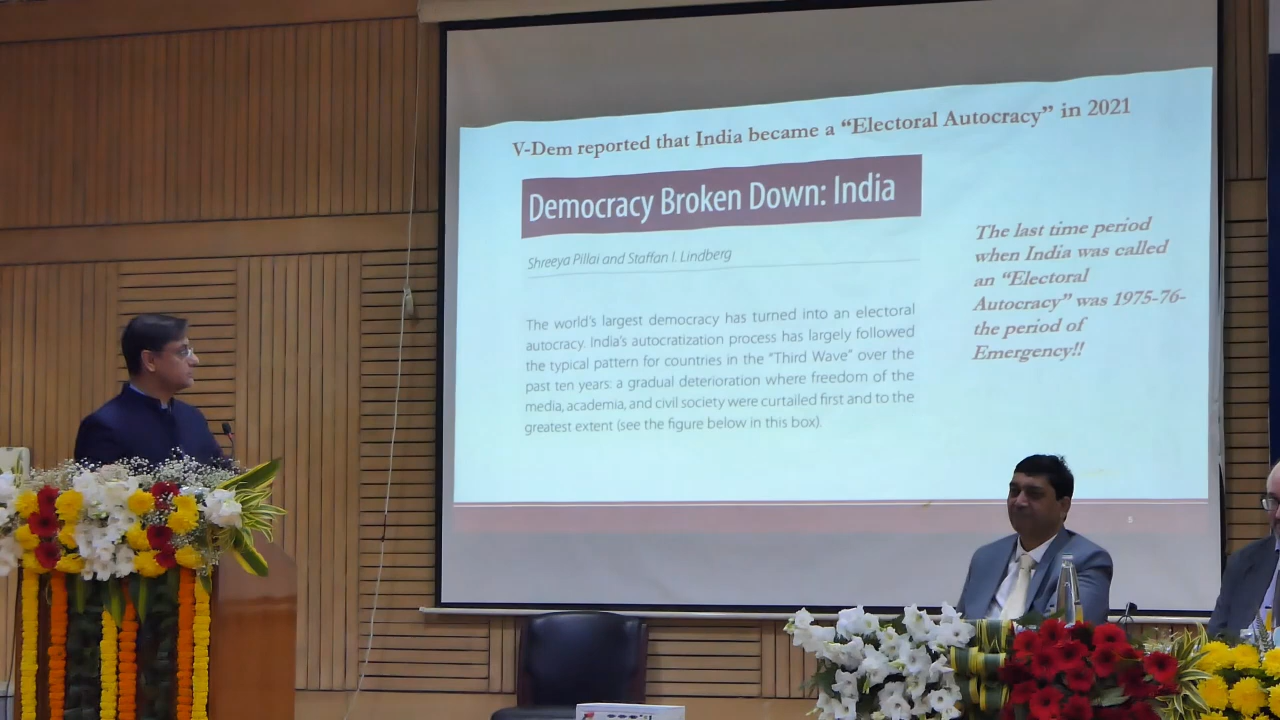 V-Dem reported that India became a “Electoral Autocracy” in 2021
Democracy Broken Down: India
Shreeya Pillai and Staffan I. Lindberg
The world’s largest democracy has turned into an electoral
autocracy. India’s autocratization process has largely followed
the typical pattern for countries in the “Third Wave” over the
past ten years: a gradual deterioration where freedom of the
media, academia, and civil society were curtailed first and to the
greatest extent (see the figure below in this box).
The last time period
when India was called
an “Electoral
Autocracy” was 1975-76-
the period of
Emergency!!
5